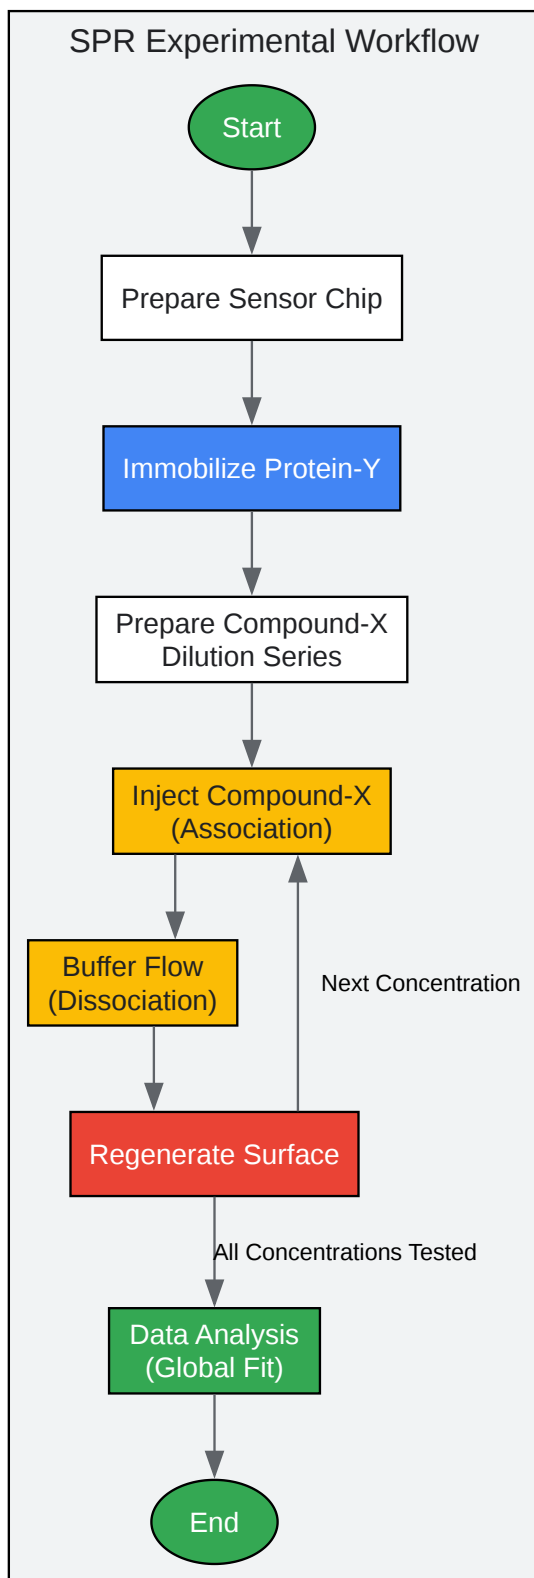 SPR Experimental Workflow
Start
Prepare Sensor Chip
Immobilize Protein-Y
Prepare Compound-X
Dilution Series
Inject Compound-X
(Association)
Buffer Flow
(Dissociation)
Next Concentration
Regenerate Surface
All Concentrations Tested
Data Analysis
(Global Fit)
End